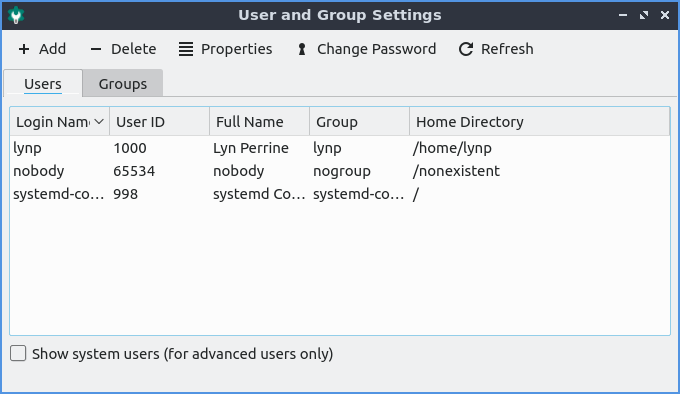 User and Group Settings
Add Delete Properties Change Password Refresh
Users Groups
Login Nam User ID Full Name Group Home Directory
lynp 1000 Lyn Perrine lynp /home/lynp
nobody 65534 nobody nogroup /nonexistent
systemd-co... 998 systemd Co... systemd-co... /
Show system users (for advanced users only)